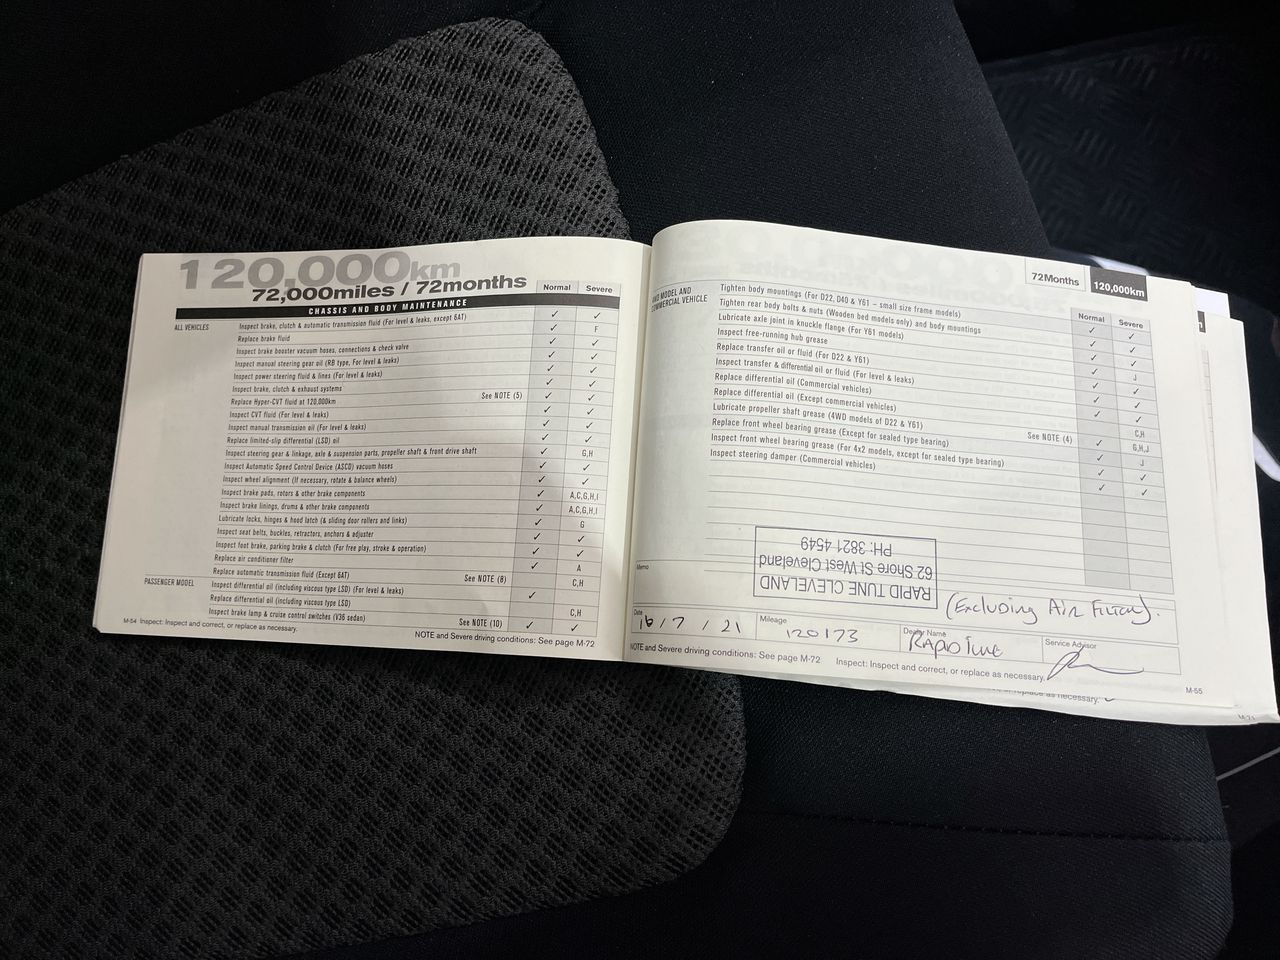 120,000km
72,000miles / 72months
Normal Severe
CHASSIS AND BODY MAINTENANCE
ALL VEHICLES
Inspect brake, clutch & automatic transmission fluid (For level & leaks, except 6AT) ✓ ✓
Replace brake fluid ✓ F
Inspect brake booster vacuum hoses, connections & check valve ✓ ✓
Inspect manual steering gear oil (RB type, For level & leaks) ✓ ✓
Inspect power steering fluid & lines (For level & leaks) ✓ ✓
Inspect brake, clutch & exhaust systems ✓ ✓
Replace Hyper-CVT fluid at 120,000km See NOTE (5) ✓ ✓
Inspect CVT fluid (For level & leaks) ✓ ✓
Inspect manual transmission oil (For level & leaks) ✓ ✓
Replace limited-slip differential (LSD) oil ✓ ✓
Inspect steering gear & linkage, axle & suspension parts, propeller shaft & front drive shaft ✓ G,H
Inspect Automatic Speed Control Device (ASCD) vacuum hoses ✓ ✓
Inspect wheel alignment (If necessary, rotate & balance wheels) ✓ ✓
Inspect brake pads, rotors & other brake components ✓ A,C,G,H,I
Inspect brake linings, drums & other brake components ✓ A,C,G,H,I
Lubricate locks, hinges & hood latch (& sliding door rollers and links) ✓ G
Inspect seat belts, buckles, retractors, anchors & adjuster ✓ ✓
Inspect foot brake, parking brake & clutch (For free play, stroke & operation) ✓ ✓
Replace air conditioner filter ✓ A
Replace automatic transmission fluid (Except 6AT) See NOTE (8) C,H
PASSENGER MODEL
Inspect differential oil (including viscous type LSD) (For level & leaks) ✓
Replace differential oil (including viscous type LSD) C,H
Inspect brake lamp & cruise control switches (V36 sedan) See NOTE (10) ✓ ✓
M-54 Inspect: Inspect and correct, or replace as necessary.
NOTE and Severe driving conditions: See page M-72
72Months 120,000km
Normal Severe
MODEL AND
COMMERCIAL VEHICLE
Tighten body mountings (For D22, D40 & Y61 – small size frame models) ✓ ✓
Tighten rear body bolts & nuts (Wooden bed models only) and body mountings ✓ ✓
Lubricate axle joint in knuckle flange (For Y61 models) ✓ ✓
Inspect free-running hub grease ✓ ✓
Replace transfer oil or fluid (For D22 & Y61) ✓ J
Inspect transfer & differential oil or fluid (For level & leaks) ✓ ✓
Replace differential oil (Commercial vehicles) ✓ ✓
Replace differential oil (Except commercial vehicles) C,H
Lubricate propeller shaft grease (4WD models of D22 & Y61) See NOTE (4) ✓ G,H,J
Replace front wheel bearing grease (Except for sealed type bearing) ✓ J
Inspect front wheel bearing grease (For 4x2 models, except for sealed type bearing) ✓ ✓
Inspect steering damper (Commercial vehicles) ✓ ✓
RAPID TUNE CLEVELAND
62 Shore St West Cleveland
PH: 3821 4549
Memo
(Excluding Air Filter).
Date 16/7/21
Mileage 120173
Dealer Name Rapid Tune
Service Advisor
NOTE and Severe driving conditions: See page M-72
Inspect: Inspect and correct, or replace as necessary.
M-55
or replace as necessary.
M-71